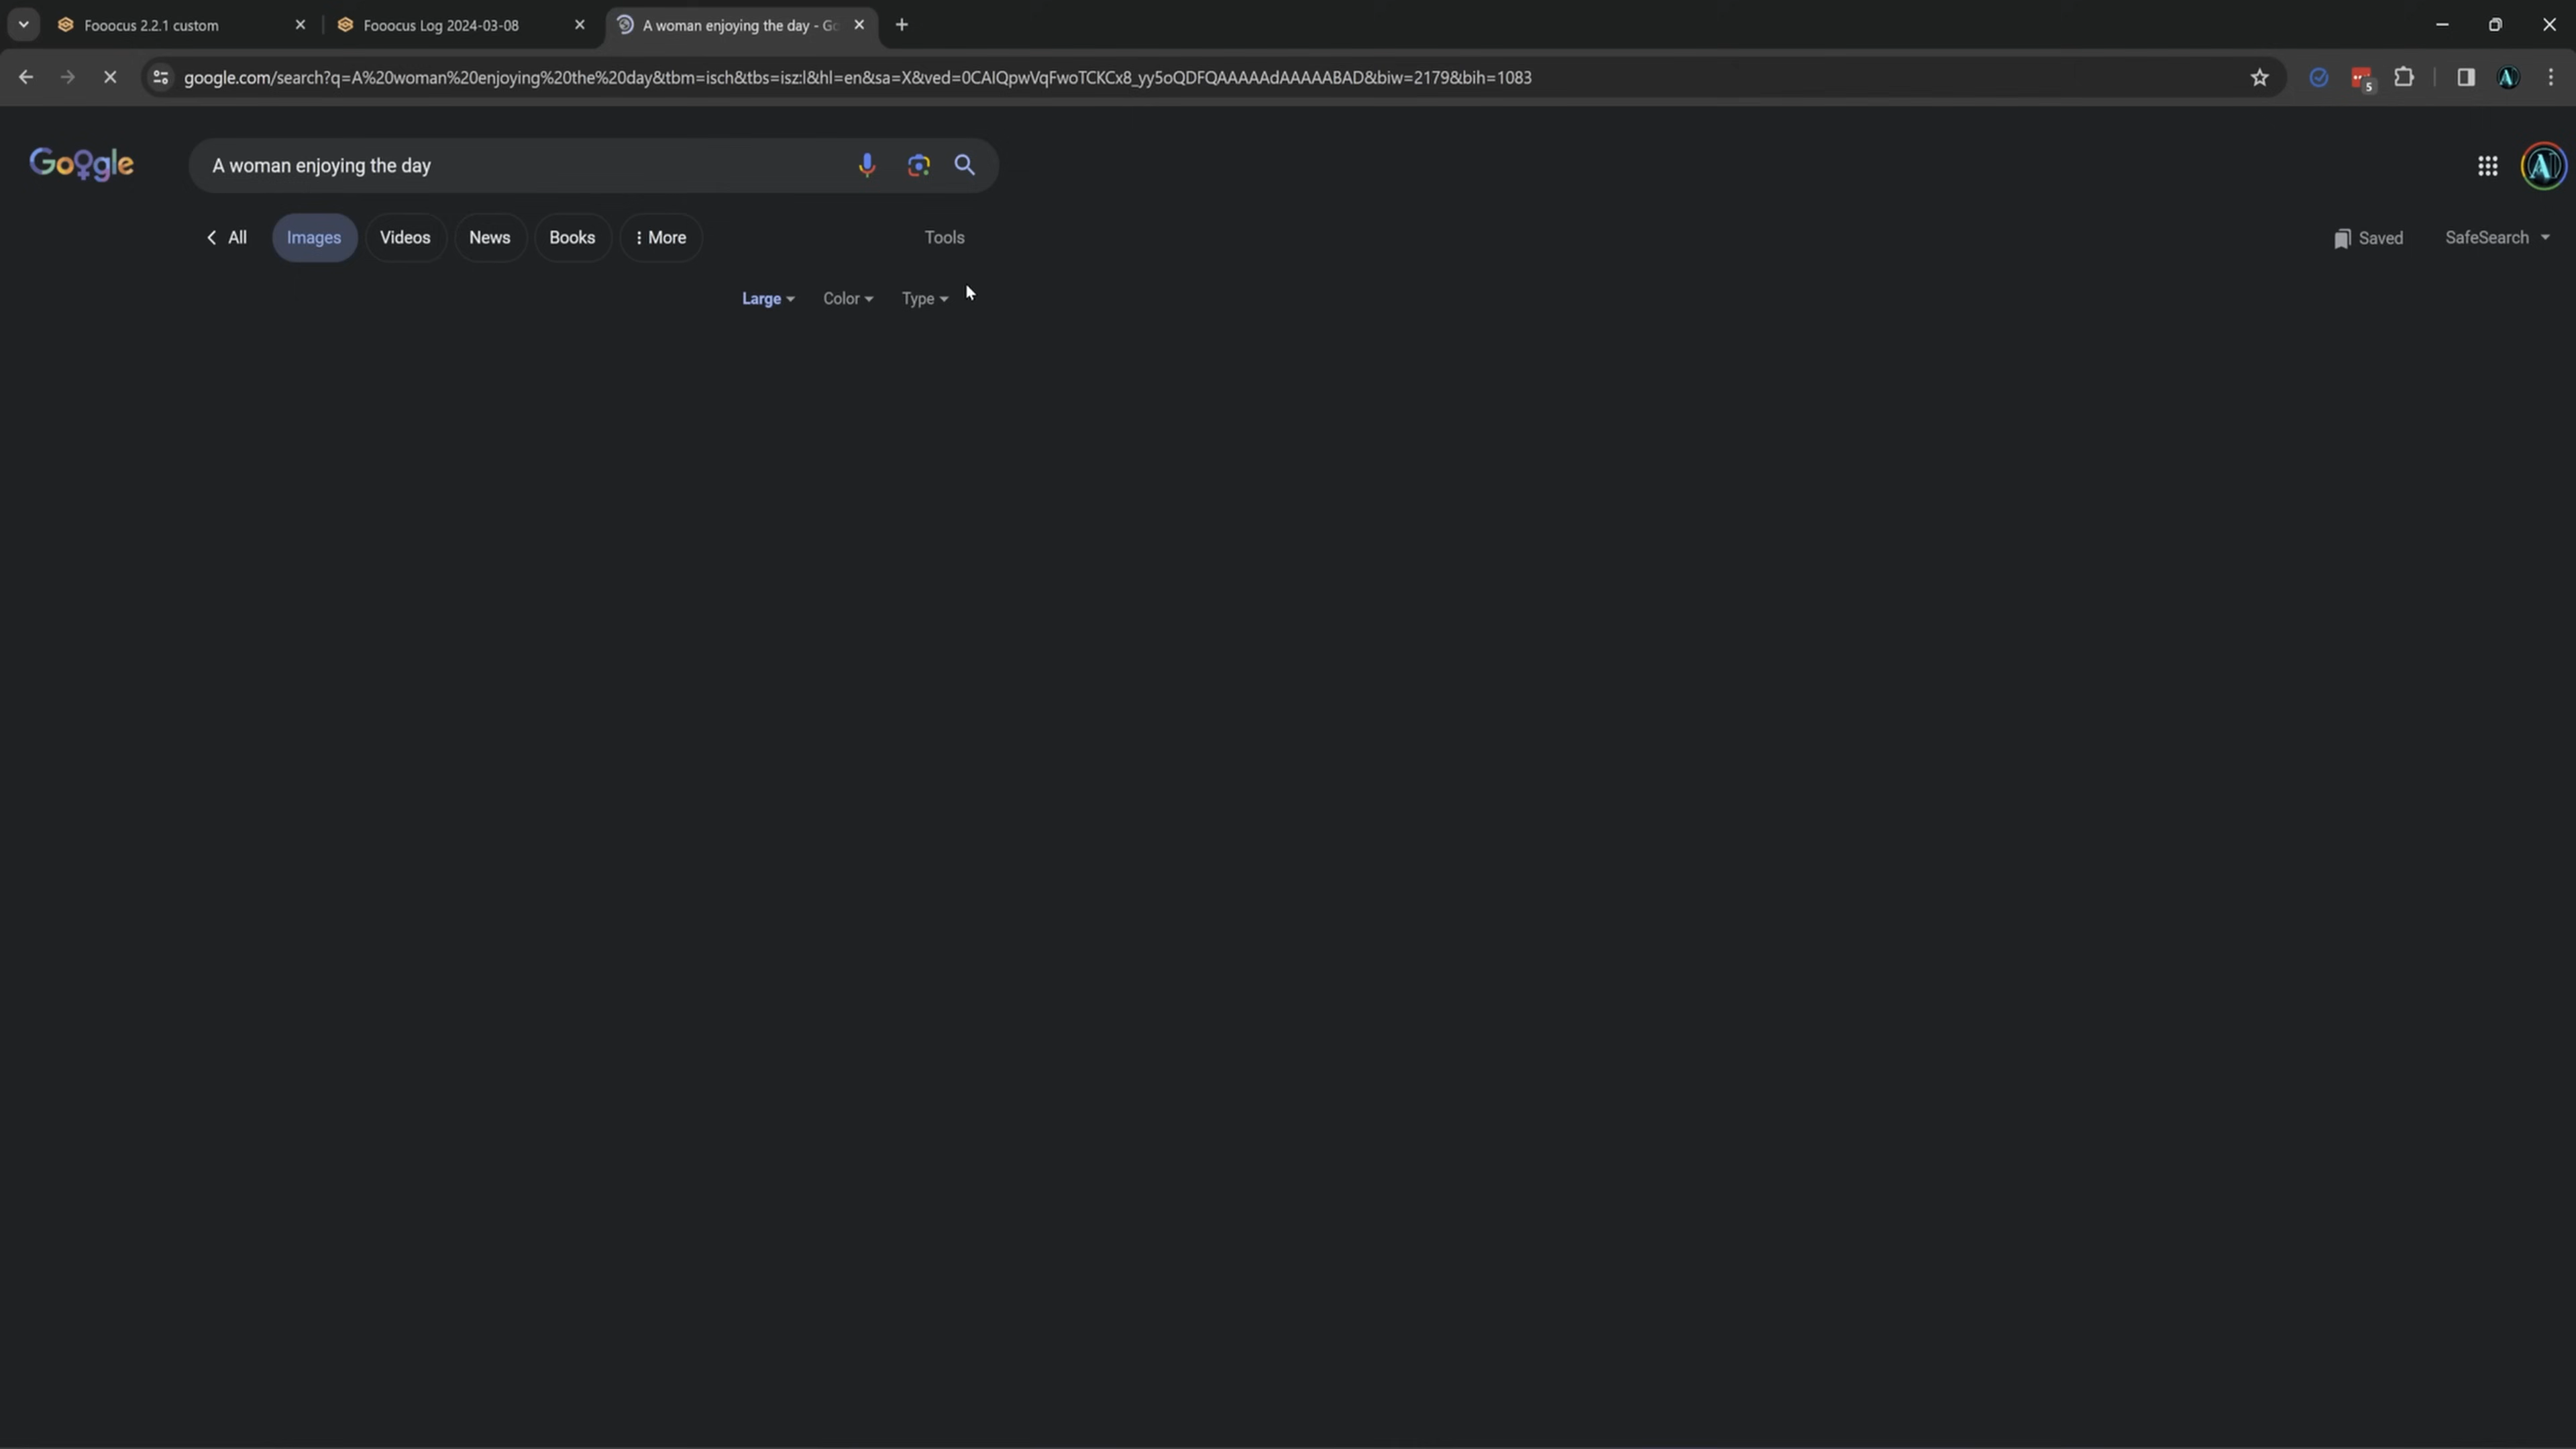 Fooocus 2.2.1 custom
Fooocus Log 2024-03-08
A woman enjoying the day - Go
google.com/search?q=A%20woman%20enjoying%20the%20day&tbm=isch&tbs=isz:l&hl=en&sa=X&ved=0CAIQpwVqFwoTCKCx8_yy5oQDFQAAAAAdAAAAABAD&biw=2179&bih=1083
5
Google
A woman enjoying the day
All
Images
Videos
News
Books
More
Tools
Saved
SafeSearch
Large
Color
Type